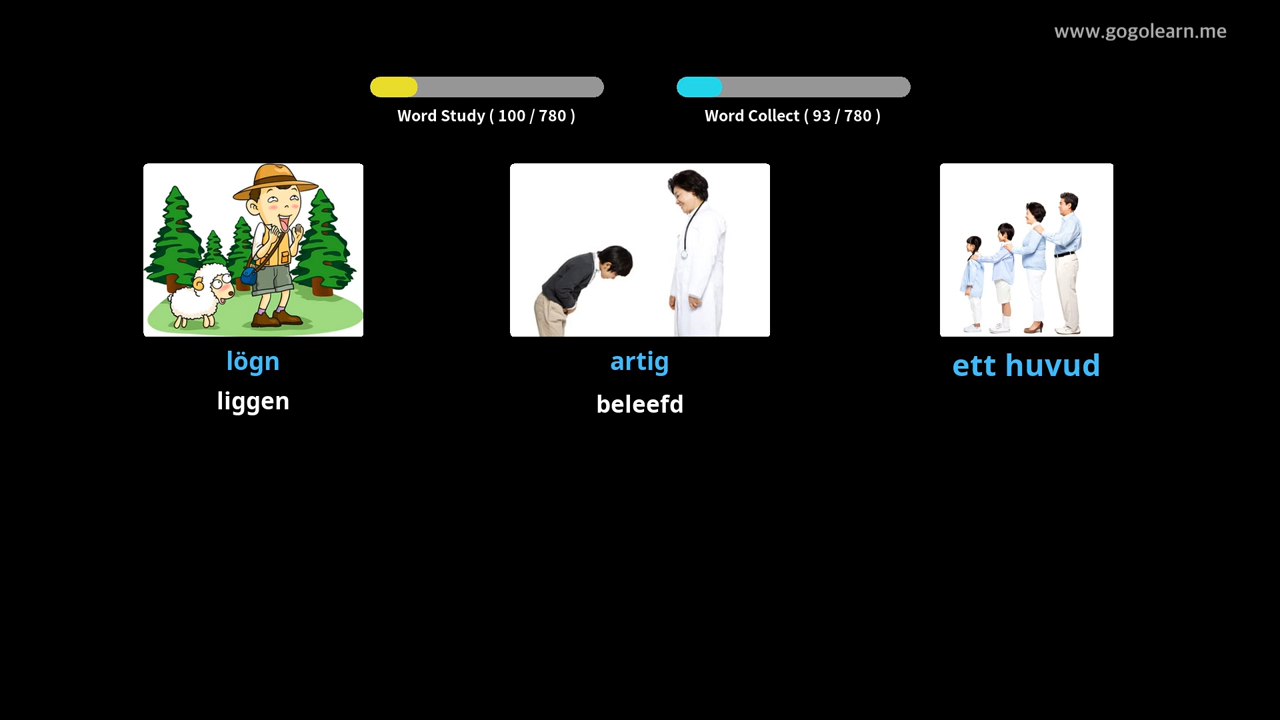 www.gogolearn.me
Word Study ( 100 / 780 )
Word Collect ( 93 / 780 )
lögn
liggen
artig
beleefd
ett huvud